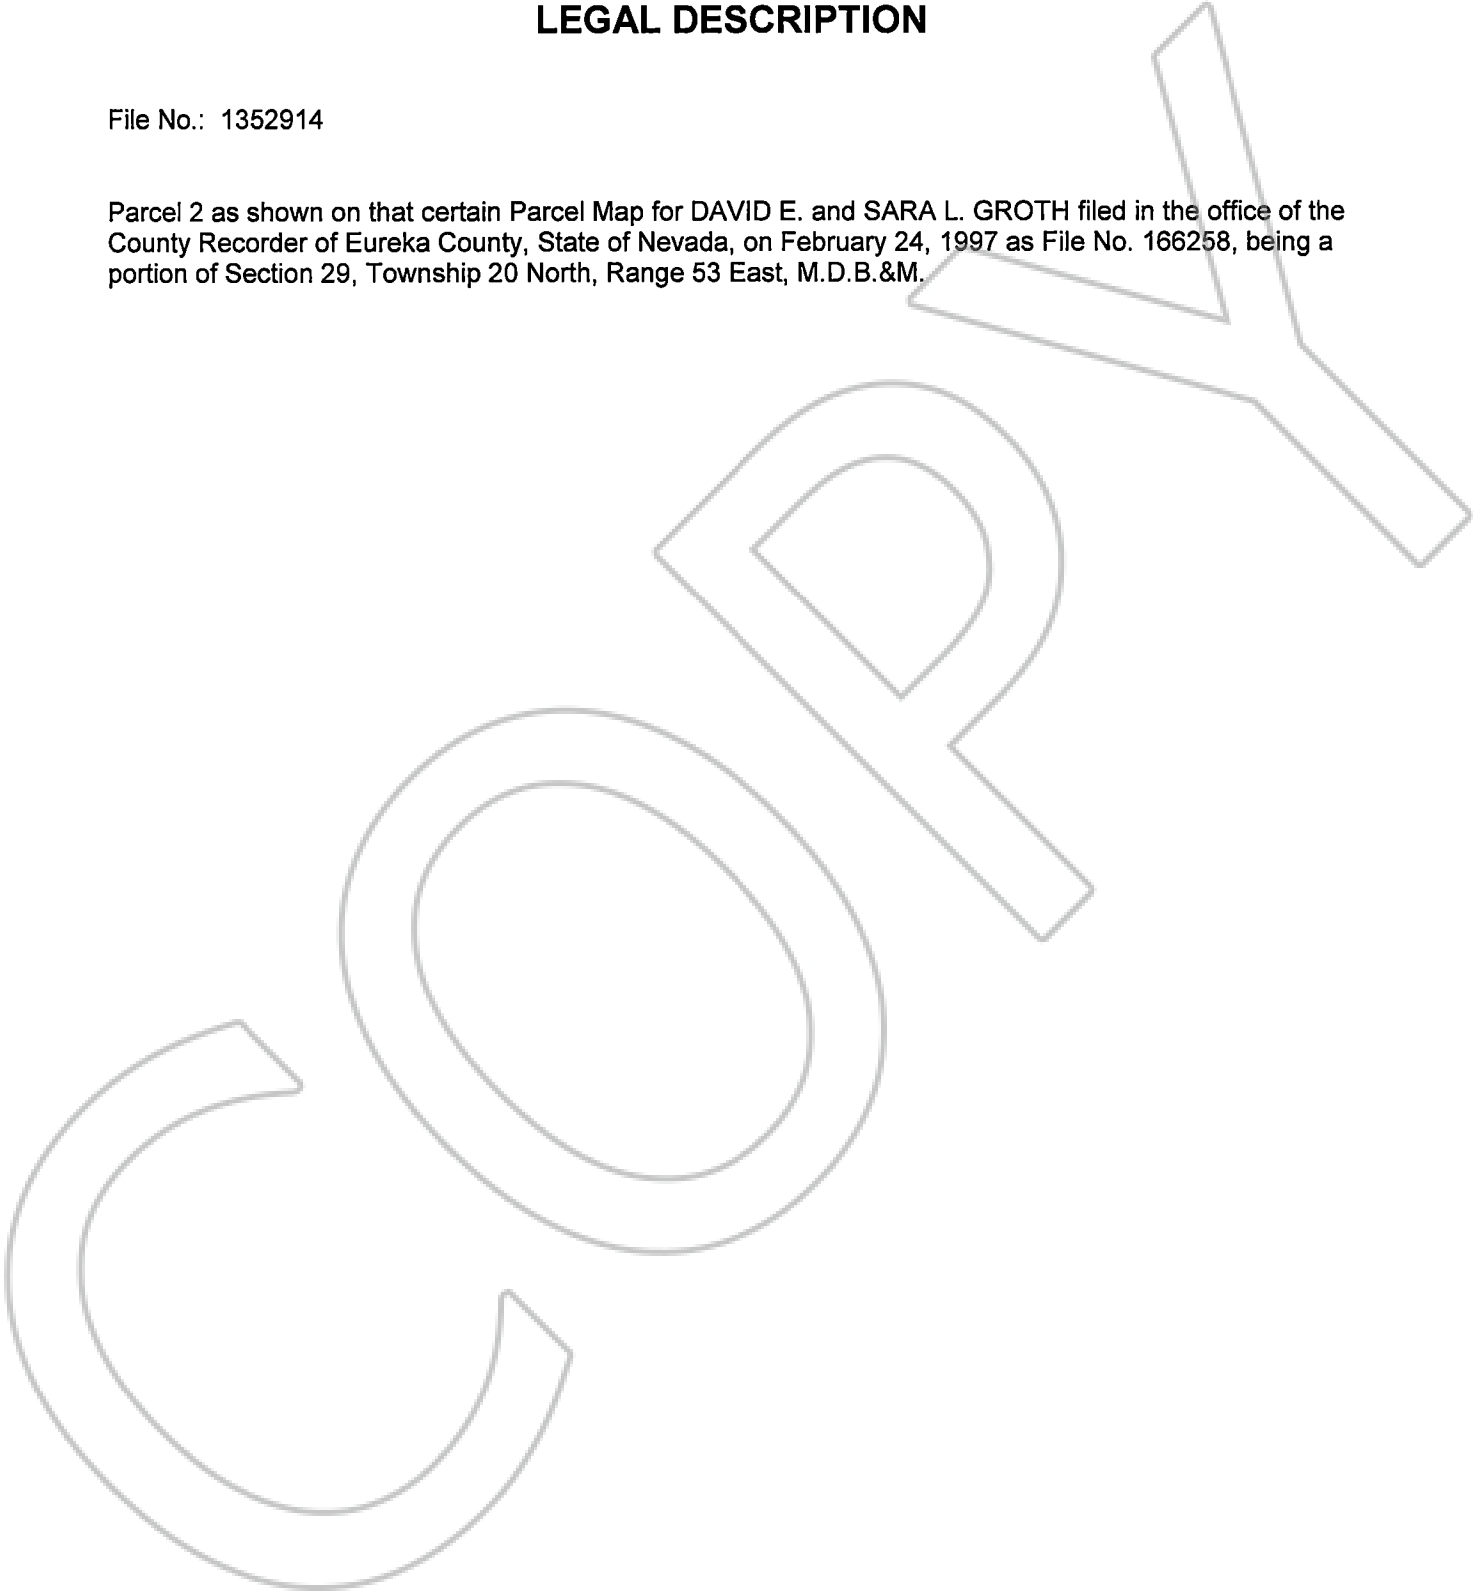 LEGAL DESCRIPTION
File No.: 1352914
Parcel 2 as shown on that certain Parcel Map for DAVID E. and SARA L. GROTH filed in the office of the
County Recorder of Eureka County, State of Nevada, on February 24, 1997 as File No. 166258, being a
portion of Section 29, Township 20 North, Range 53 East, M.D.B.&M.
COPY